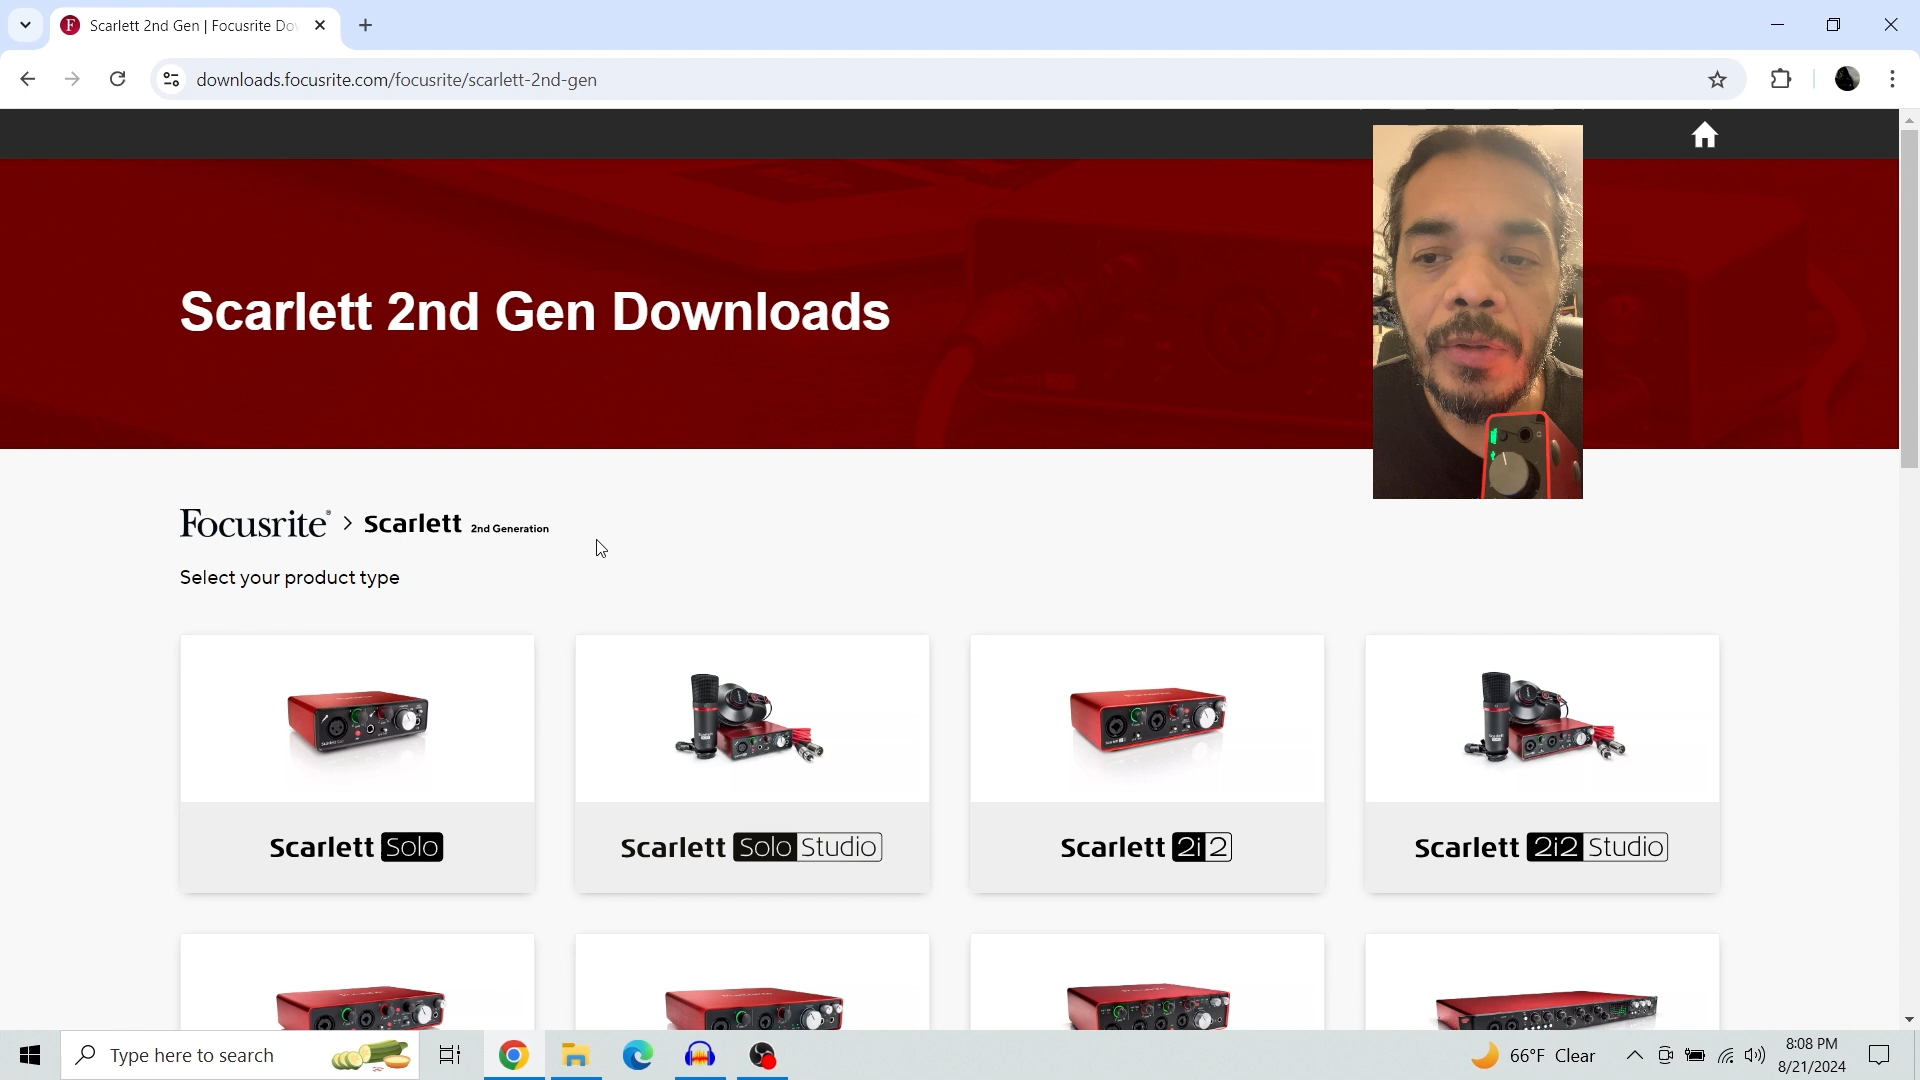 Scarlett 2nd Gen | Focusrite Do
downloads.focusrite.com/focusrite/scarlett-2nd-gen
Scarlett 2nd Gen Downloads
Focusrite® > Scarlett 2nd Generation
Select your product type
Scarlett Solo
Scarlett Solo Studio
Scarlett 2i2
Scarlett 2i2 Studio
Type here to search
66°F Clear
8:08 PM
8/21/2024